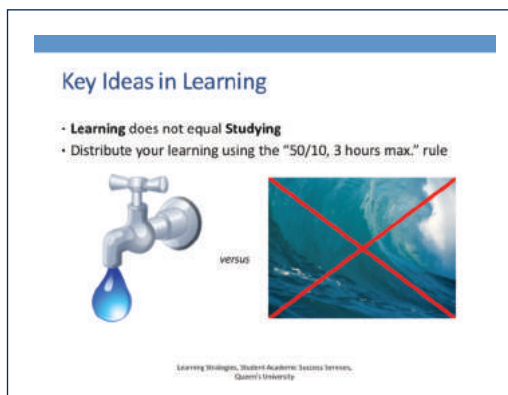 Key Ideas in Learning
• Learning does not equal Studying
• Distribute your learning using the “50/10, 3 hours max.” rule
versus
Learning Strategies, Student Academic Success Services,
Queen's University